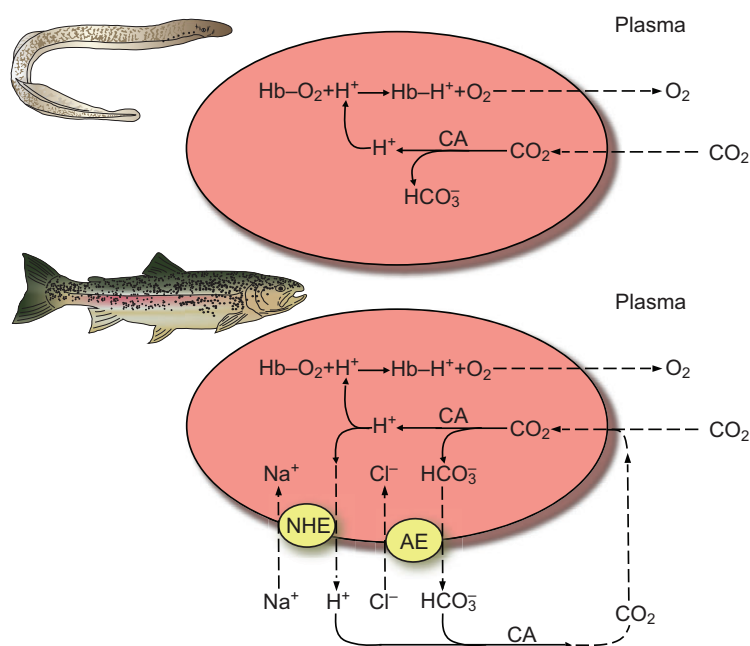 Plasma
Hb–O₂+H⁺ → Hb–H⁺+O₂
O₂
H⁺
CA
CO₂
CO₂
HCO₃⁻
Plasma
Hb–O₂+H⁺ → Hb–H⁺+O₂
O₂
H⁺
CA
CO₂
CO₂
Na⁺
Cl⁻
HCO₃⁻
NHE
AE
Na⁺
H⁺
Cl⁻
HCO₃⁻
CO₂
CA